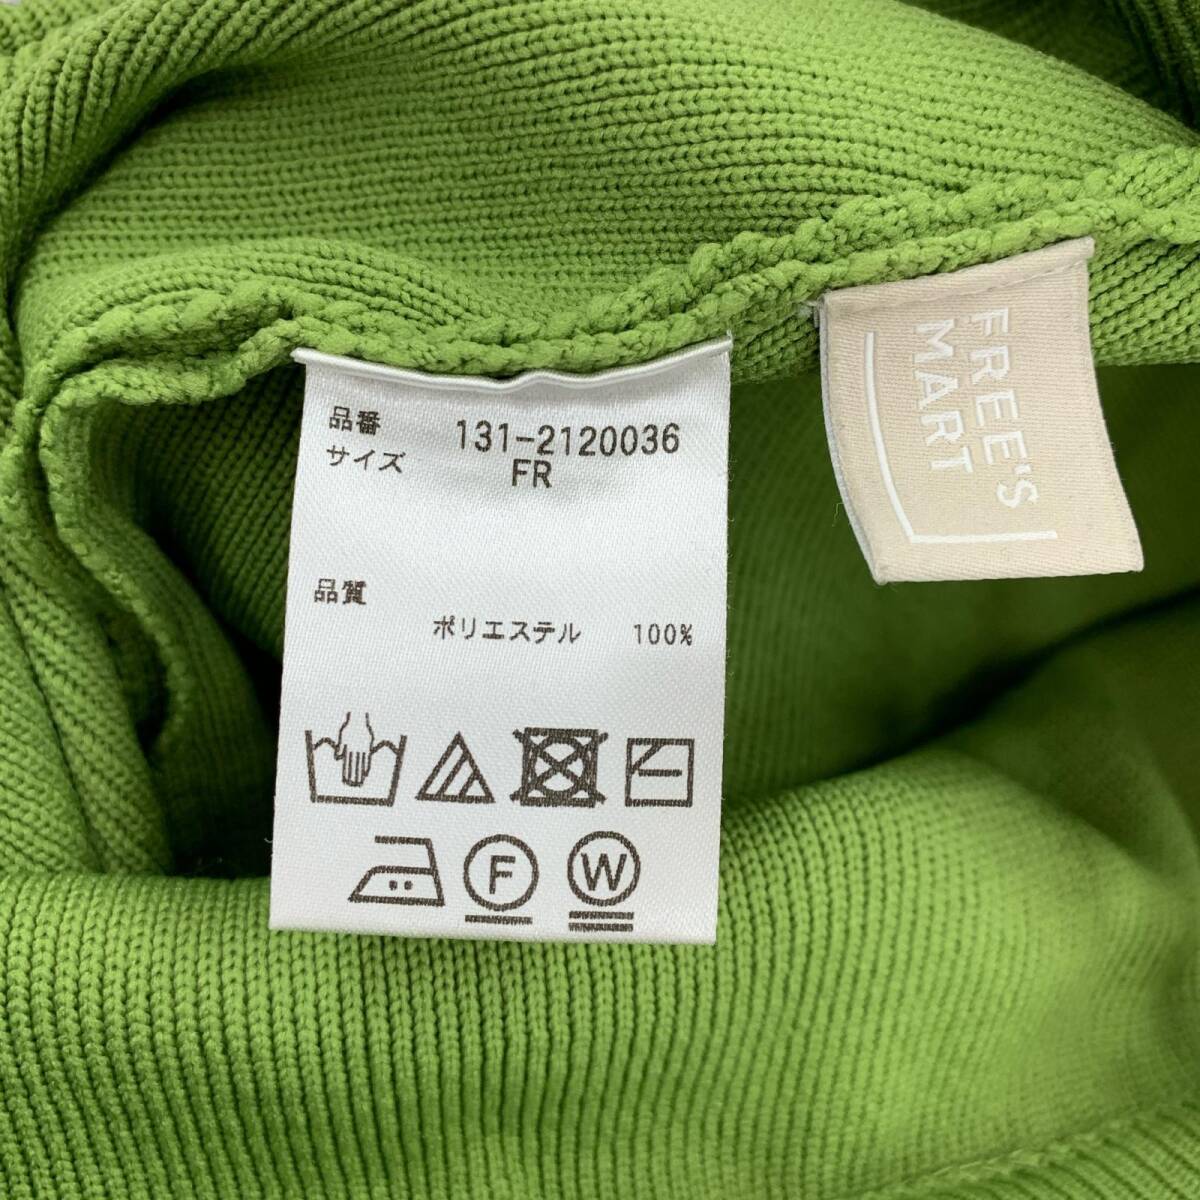 品番 131-2120036
サイズ FR
品質
ポリエステル 100%
F W
FREE'S
MART